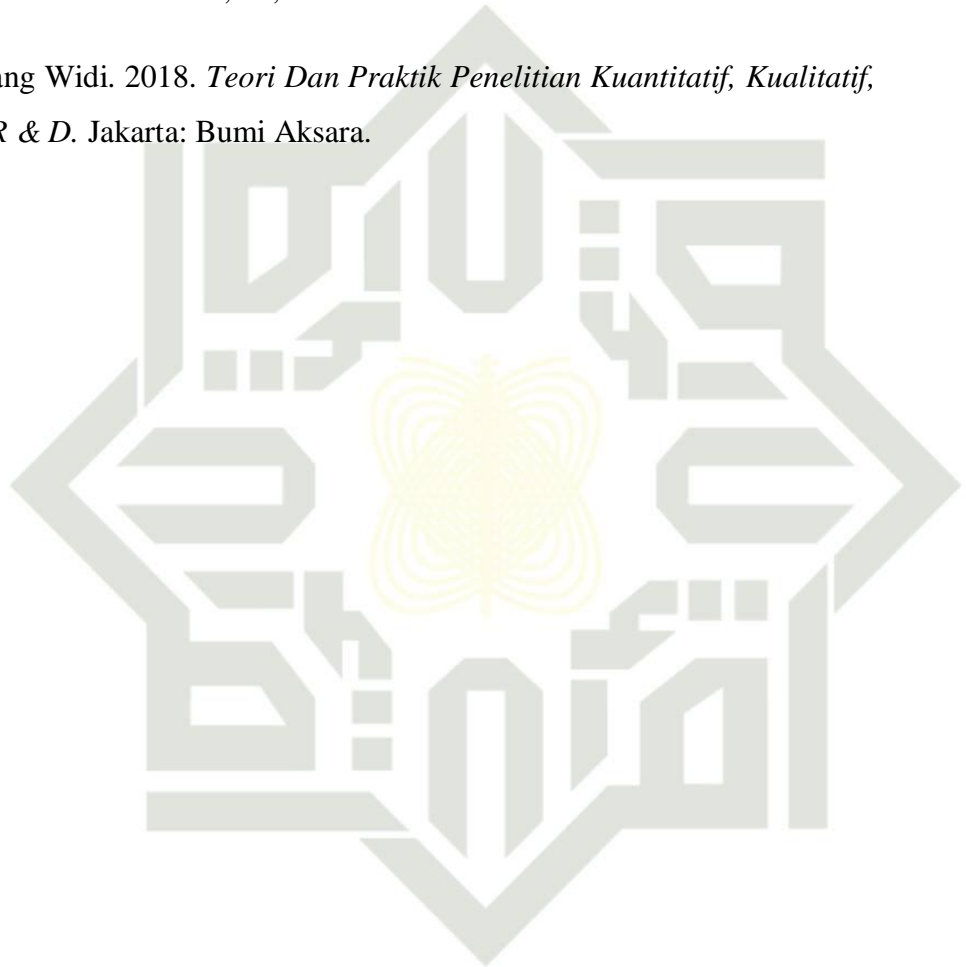 ang Widi. 2018. Teori Dan Praktik Penelitian Kuantitatif, Kualitatif,
R & D. Jakarta: Bumi Aksara.